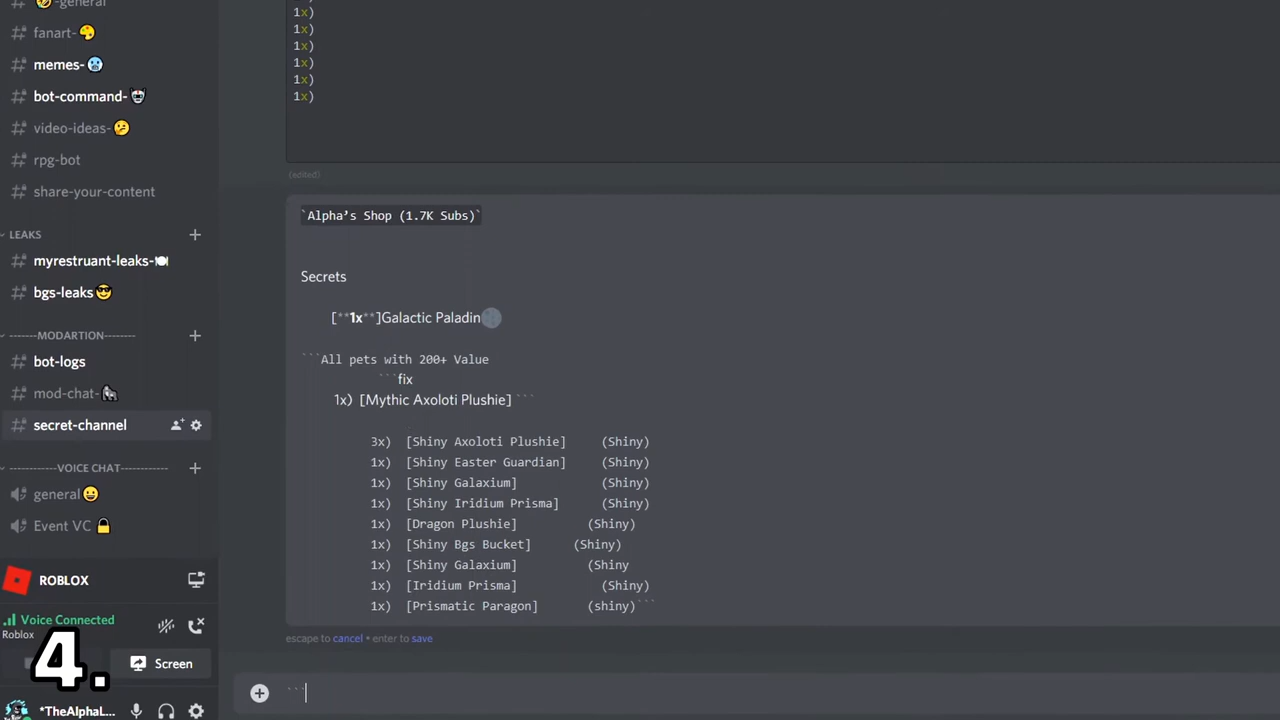 -general
fanart-
memes-
bot-command-
video-ideas-
rpg-bot
share-your-content
LEAKS
myrestruant-leaks-
bgs-leaks
-------MODARTION-------
bot-logs
mod-chat-
secret-channel
------------VOICE CHAT------------
general
Event VC
ROBLOX
Voice Connected
Roblox
Screen
4.
*TheAlphaL...
1x)
1x)
1x)
1x)
1x)
1x)
(edited)
`Alpha's Shop (1.7K Subs)`
Secrets
[**1x**]Galactic Paladin
```All pets with 200+ Value
```fix
1x) [Mythic Axoloti Plushie] ```
3x) [Shiny Axoloti Plushie] (Shiny)
1x) [Shiny Easter Guardian] (Shiny)
1x) [Shiny Galaxium] (Shiny)
1x) [Shiny Iridium Prisma] (Shiny)
1x) [Dragon Plushie] (Shiny)
1x) [Shiny Bgs Bucket] (Shiny)
1x) [Shiny Galaxium] (Shiny
1x) [Iridium Prisma] (Shiny)
1x) [Prismatic Paragon] (shiny)```
escape to cancel • enter to save
```